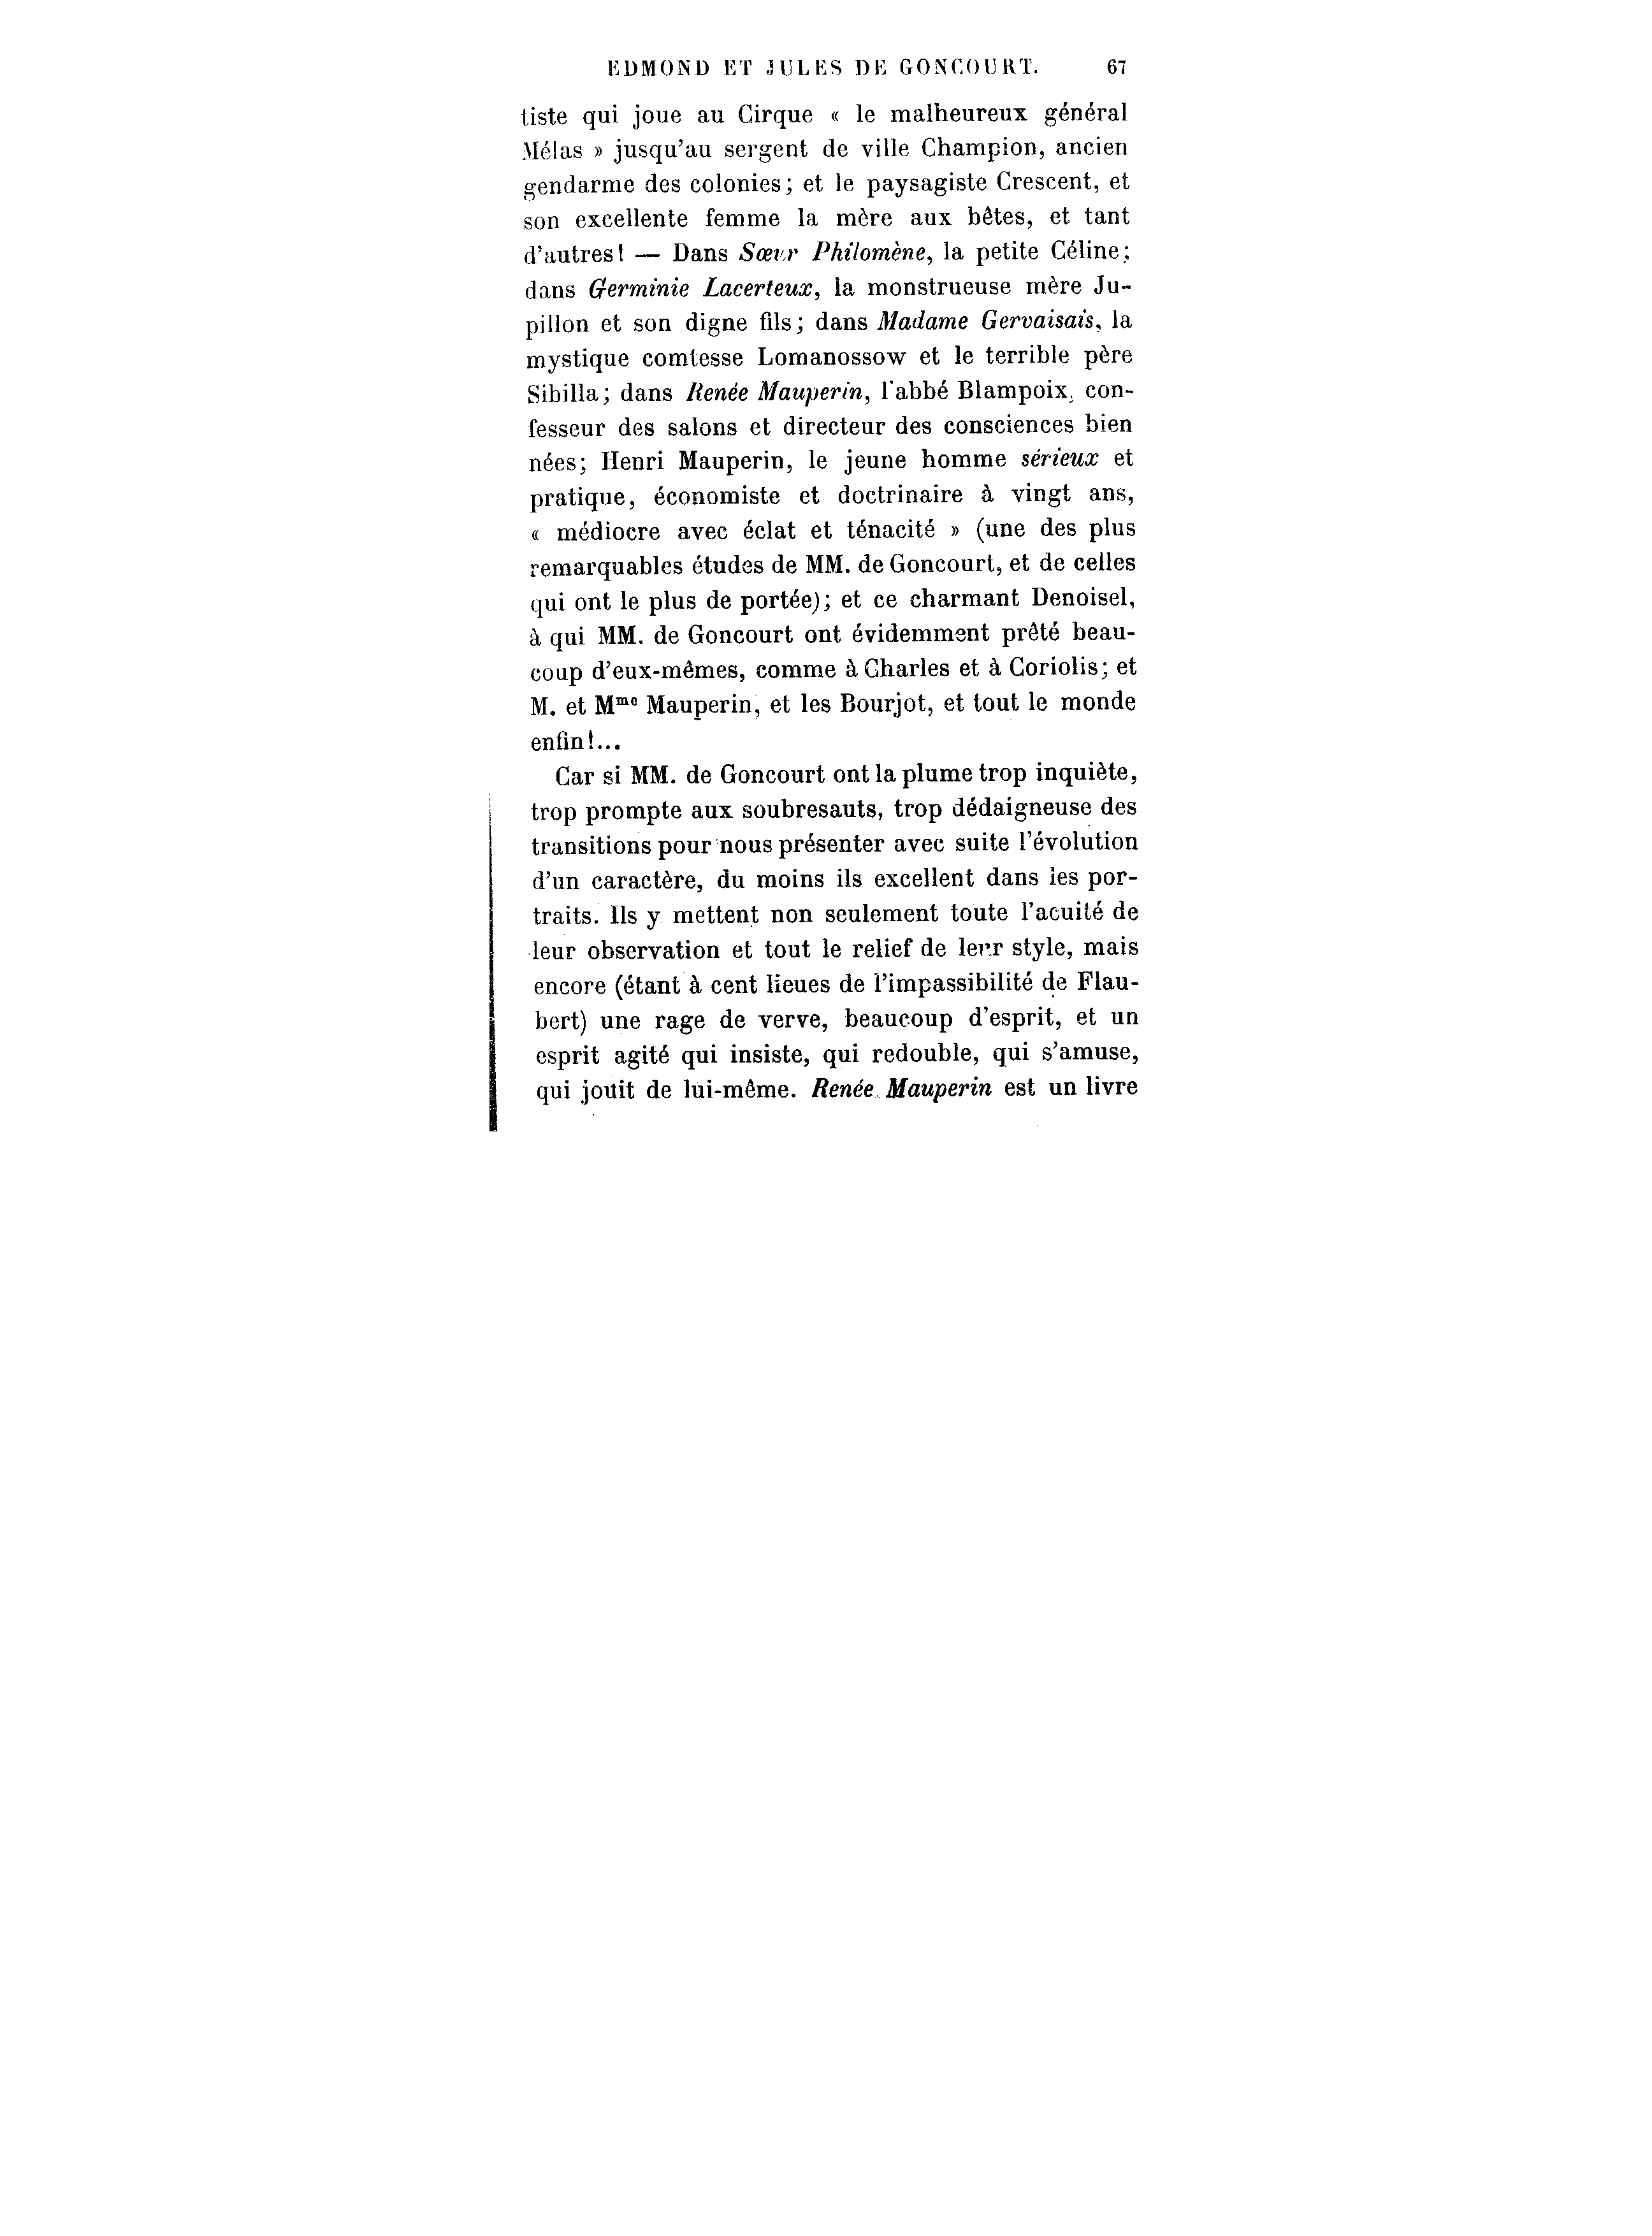 EDMOND ET JULES DE GONCOURT. 67
tiste qui joue au Cirque « le malheureux général
Mélas » jusqu'au sergent de ville Champion, ancien
gendarme des colonies; et le paysagiste Crescent, et
son excellente femme la mère aux bêtes, et tant
d'autres! — Dans Sœur Philomène, la petite Céline;
dans Germinie Lacerteux, la monstrueuse mère Ju-
pillon et son digne fils; dans Madame Gervaisais, la
mystique comtesse Lomanossow et le terrible père
Sibilla; dans Renée Mauperin, l'abbé Blampoix, con-
fesseur des salons et directeur des consciences bien
nées; Henri Mauperin, le jeune homme sérieux et
pratique, économiste et doctrinaire à vingt ans,
« médiocre avec éclat et ténacité » (une des plus
remarquables études de MM. de Goncourt, et de celles
qui ont le plus de portée); et ce charmant Denoisel,
à qui MM. de Goncourt ont évidemment prêté beau-
coup d'eux-mêmes, comme à Charles et à Coriolis; et
M. et Mme Mauperin, et les Bourjot, et tout le monde
enfin!...
Car si MM. de Goncourt ont la plume trop inquiète,
trop prompte aux soubresauts, trop dédaigneuse des
transitions pour nous présenter avec suite l'évolution
d'un caractère, du moins ils excellent dans les por-
traits. Ils y mettent non seulement toute l'acuité de
leur observation et tout le relief de leur style, mais
encore (étant à cent lieues de l'impassibilité de Flau-
bert) une rage de verve, beaucoup d'esprit, et un
esprit agité qui insiste, qui redouble, qui s'amuse,
qui jouit de lui-même. Renée Mauperin est un livre